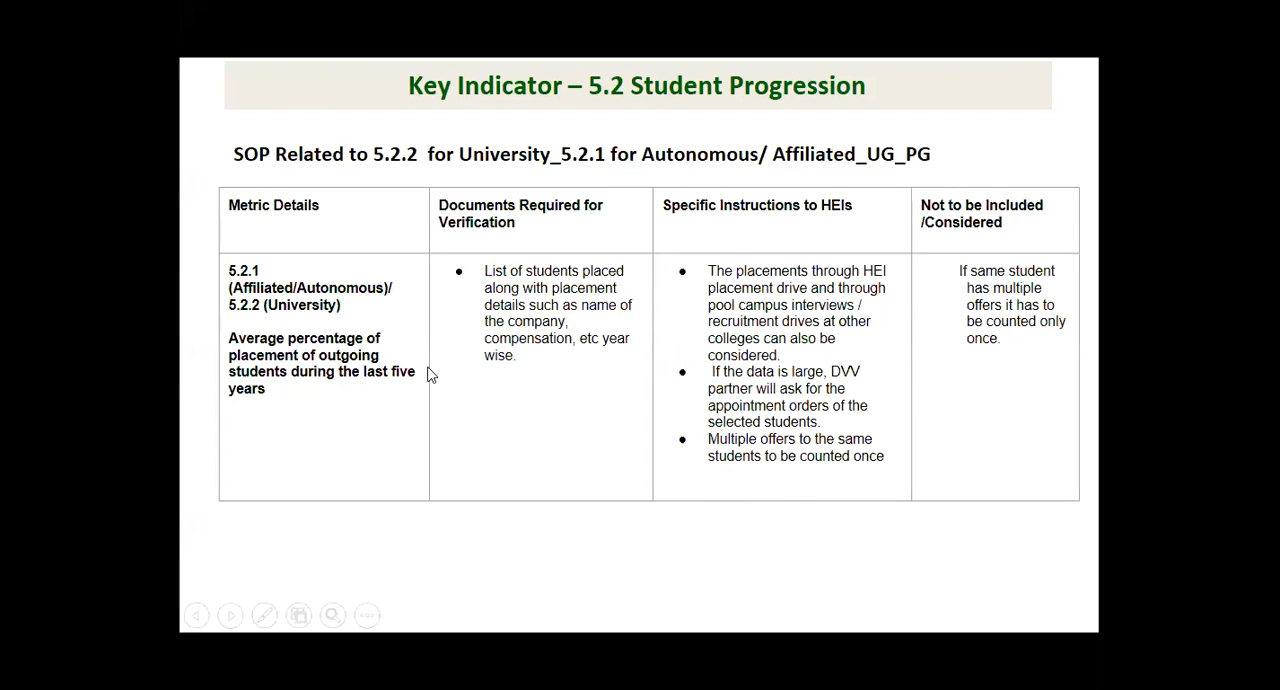 Key Indicator – 5.2 Student Progression
SOP Related to 5.2.2 for University_5.2.1 for Autonomous/ Affiliated_UG_PG
Metric Details
Documents Required for
Verification
Specific Instructions to HEIs
Not to be Included
/Considered
5.2.1
(Affiliated/Autonomous)/
5.2.2 (University)
Average percentage of
placement of outgoing
students during the last five
years
● List of students placed
along with placement
details such as name of
the company,
compensation, etc year
wise.
● The placements through HEI
placement drive and through
pool campus interviews /
recruitment drives at other
colleges can also be
considered.
● If the data is large, DVV
partner will ask for the
appointment orders of the
selected students.
● Multiple offers to the same
students to be counted once
If same student
has multiple
offers it has to
be counted only
once.